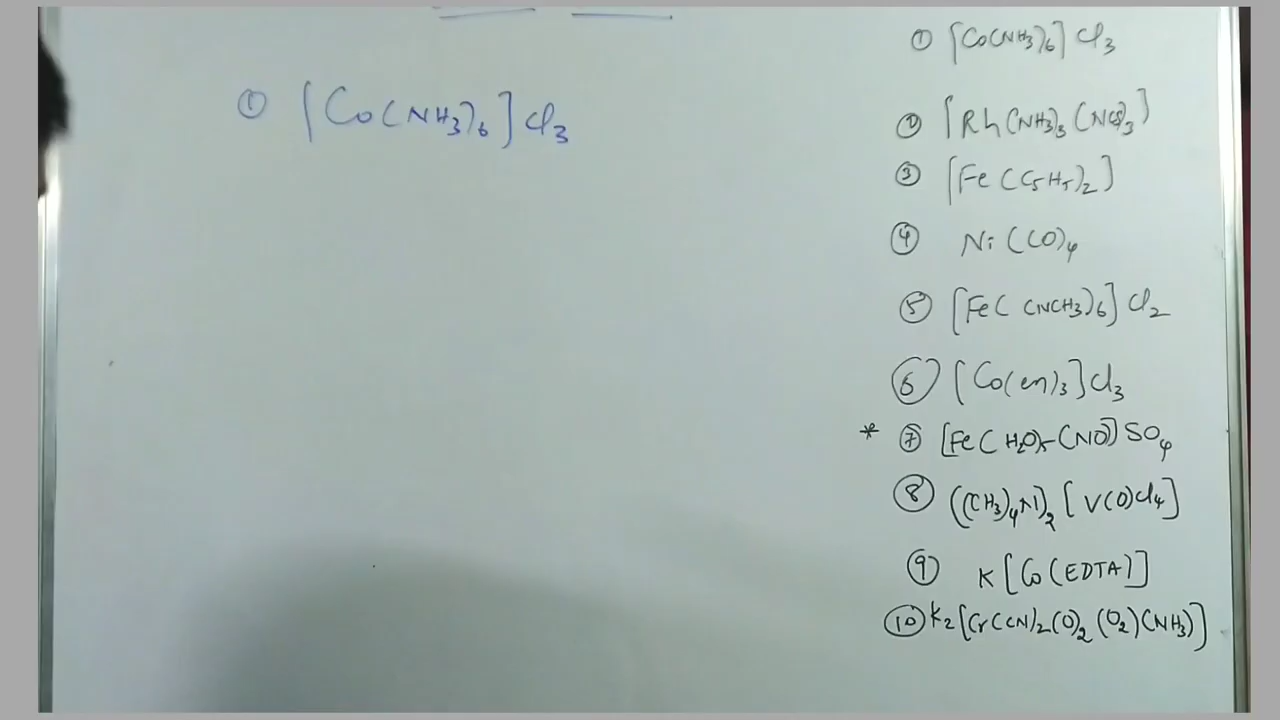 ① [Co(NH₃)₆]Cl₃
① [Co(NH₃)₆]Cl₃
② [Rh(NH₃)₃(NCS)₃]
③ [Fe(C₅H₅)₂]
④ Ni(CO)₄
⑤ [Fe(CNCH₃)₆]Cl₂
⑥ [Co(en)₃]Cl₃
* ⑦ [Fe(H₂O)₅(NO)]SO₄
⑧ ((CH₃)₄N)₂[V(O)Cl₄]
⑨ K[Co(EDTA)]
⑩ K₂[Cr(CN)₂(O)₂(O₂)(NH₃)]